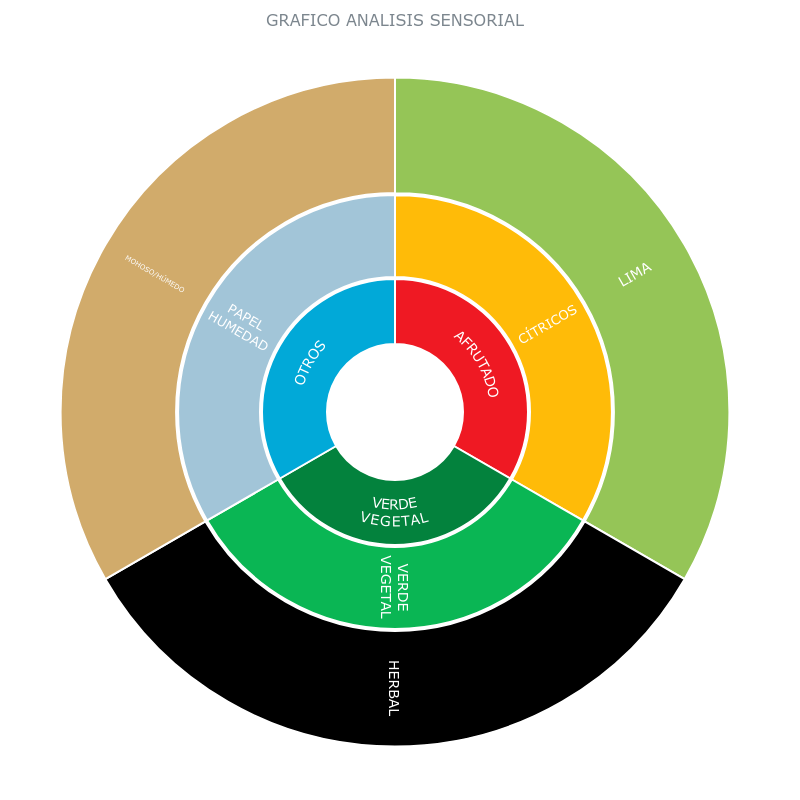 GRAFICO ANALISIS SENSORIAL
LIMA
MOHOSO/HÚMEDO
CÍTRICOS
PAPEL
HUMEDAD
AFRUTADO
OTROS
VERDE
VEGETAL
VERDE
VEGETAL
HERBAL